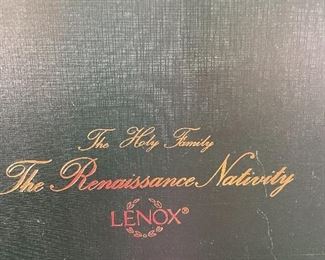 The Holy Family
The Renaissance Nativity
LENOX®